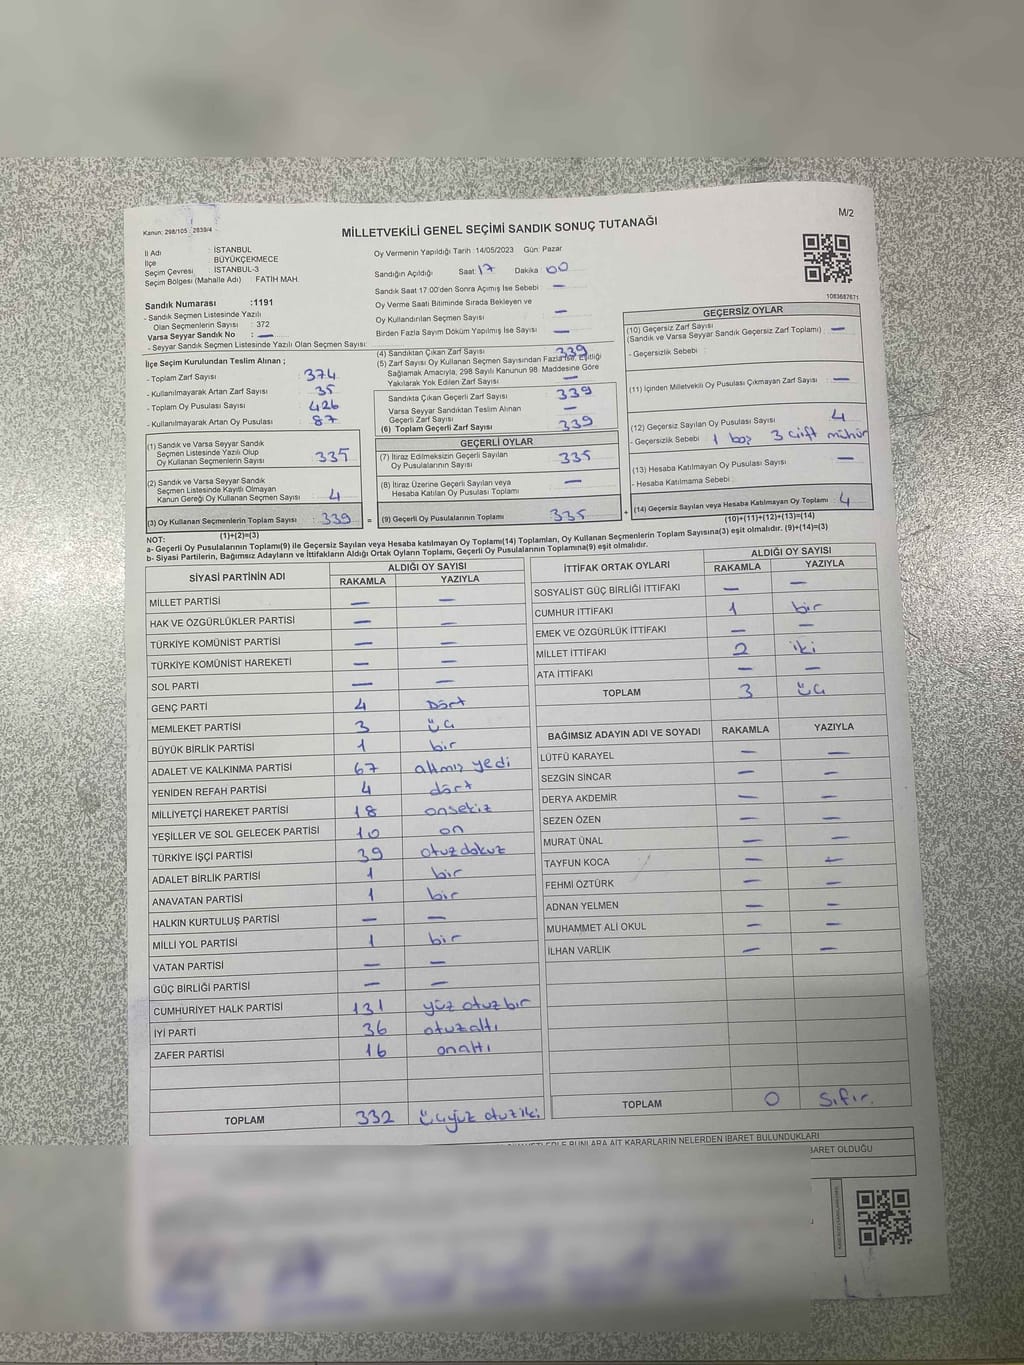 Kanun: 298/105 2839/4
MİLLETVEKİLİ GENEL SEÇİMİ SANDIK SONUÇ TUTANAĞI
M/2
İl Adı : İSTANBUL
İlçe BÜYÜKÇEKMECE
Seçim Çevresi : İSTANBUL-3
Seçim Bölgesi (Mahalle Adı) : FATİH MAH.
Oy Vermenin Yapıldığı Tarih : 14/05/2023 Gün: Pazar
Sandığın Açıldığı Saat: 17 Dakika : 00
Sandık Saat 17:00'den Sonra Açımış İse Sebebi —
Oy Verme Saati Bitiminde Sırada Bekleyen ve
Oy Kullandırılan Seçmen Sayısı —
Birden Fazla Sayım Döküm Yapılmış İse Sayısı —
1083687671
Sandık Numarası :1191
- Sandık Seçmen Listesinde Yazılı
Olan Seçmenlerin Sayısı : 372
Varsa Seyyar Sandık No : —
- Seyyar Sandık Seçmen Listesinde Yazılı Olan Seçmen Sayısı:
İlçe Seçim Kurulundan Teslim Alınan ;
- Toplam Zarf Sayısı : 374
- Kullanılmayarak Artan Zarf Sayısı : 35
- Toplam Oy Pusulası Sayısı : 426
- Kullanılmayarak Artan Oy Pusulası : 87
(1) Sandık ve Varsa Seyyar Sandık
Seçmen Listesinde Yazılı Olup
Oy Kullanan Seçmenlerin Sayısı : 335
(2) Sandık ve Varsa Seyyar Sandık
Seçmen Listesinde Kayıtlı Olmayan
Kanun Gereği Oy Kullanan Seçmen Sayısı : 4
(3) Oy Kullanan Seçmenlerin Toplam Sayısı : 339
(1)+(2)=(3)
(4) Sandıktan Çıkan Zarf Sayısı 339
(5) Zarf Sayısı Oy Kullanan Seçmen Sayısından Fazla ise, Eşitliği
Sağlamak Amacıyla, 298 Sayılı Kanunun 98. Maddesine Göre
Yakılarak Yok Edilen Zarf Sayısı —
Sandıkta Çıkan Geçerli Zarf Sayısı 339
Varsa Seyyar Sandıktan Teslim Alınan
Geçerli Zarf Sayısı —
(6) Toplam Geçerli Zarf Sayısı 339
GEÇERLİ OYLAR
(7) İtiraz Edilmeksizin Geçerli Sayılan
Oy Pusulalarının Sayısı 335
(8) İtiraz Üzerine Geçerli Sayılan veya
Hesaba Katılan Oy Pusulası Toplamı —
= (9) Geçerli Oy Pusulalarının Toplamı 335 +
GEÇERSİZ OYLAR
(10) Geçersiz Zarf Sayısı
(Sandık ve Varsa Seyyar Sandık Geçersiz Zarf Toplamı) : —
- Geçersizlik Sebebi :
(11) İçinden Milletvekili Oy Pusulası Çıkmayan Zarf Sayısı : —
(12) Geçersiz Sayılan Oy Pusulası Sayısı : 4
- Geçersizlik Sebebi 1 boş 3 çift mühür
(13) Hesaba Katılmayan Oy Pusulası Sayısı —
- Hesaba Katılmama Sebebi
(14) Geçersiz Sayılan veya Hesaba Katılmayan Oy Toplamı : 4
(10)+(11)+(12)+(13)=(14)
NOT:
a- Geçerli Oy Pusulalarının Toplamı(9) ile Geçersiz Sayılan veya Hesaba Katılmayan Oy Toplamı(14) Toplamları, Oy Kullanan Seçmenlerin Toplam Sayısına(3) eşit olmalıdır. (9)+(14)=(3)
b- Siyasi Partilerin, Bağımsız Adayların ve İttifakların Aldığı Ortak Oyların Toplamı, Geçerli Oy Pusulalarının Toplamına(9) eşit olmalıdır.
SİYASİ PARTİNİN ADI ALDIĞI OY SAYISI
RAKAMLA YAZIYLA
MİLLET PARTİSİ — —
HAK VE ÖZGÜRLÜKLER PARTİSİ — —
TÜRKİYE KOMÜNİST PARTİSİ — —
TÜRKİYE KOMÜNİST HAREKETİ — —
SOL PARTİ — —
GENÇ PARTİ 4 Dört
MEMLEKET PARTİSİ 3 üç
BÜYÜK BİRLİK PARTİSİ 1 bir
ADALET VE KALKINMA PARTİSİ 67 altmış yedi
YENİDEN REFAH PARTİSİ 4 dört
MİLLİYETÇİ HAREKET PARTİSİ 18 onsekiz
YEŞİLLER VE SOL GELECEK PARTİSİ 10 on
TÜRKİYE İŞÇİ PARTİSİ 39 otuzdokuz
ADALET BİRLİK PARTİSİ 1 bir
ANAVATAN PARTİSİ 1 bir
HALKIN KURTULUŞ PARTİSİ — —
MİLLİ YOL PARTİSİ 1 bir
VATAN PARTİSİ — —
GÜÇ BİRLİĞİ PARTİSİ — —
CUMHURİYET HALK PARTİSİ 131 yüz otuzbir
İYİ PARTİ 36 otuzaltı
ZAFER PARTİSİ 16 onaltı
TOPLAM 332 üçyüz otuziki
İTTİFAK ORTAK OYLARI ALDIĞI OY SAYISI
RAKAMLA YAZIYLA
SOSYALİST GÜÇ BİRLİĞİ İTTİFAKI — —
CUMHUR İTTİFAKI 1 bir
EMEK VE ÖZGÜRLÜK İTTİFAKI — —
MİLLET İTTİFAKI 2 iki
ATA İTTİFAKI — —
TOPLAM 3 üç
BAĞIMSIZ ADAYIN ADI VE SOYADI RAKAMLA YAZIYLA
LÜTFÜ KARAYEL — —
SEZGİN SİNCAR — —
DERYA AKDEMİR — —
SEZEN ÖZEN — —
MURAT ÜNAL — —
TAYFUN KOCA — —
FEHMİ ÖZTÜRK — —
ADNAN YELMEN — —
MUHAMMET ALİ OKUL — —
İLHAN VARLIK — —
TOPLAM 0 Sıfır.
BUNLARA AİT KARARLARIN NELERDEN İBARET BULUNDUKLARI
OLDUĞU